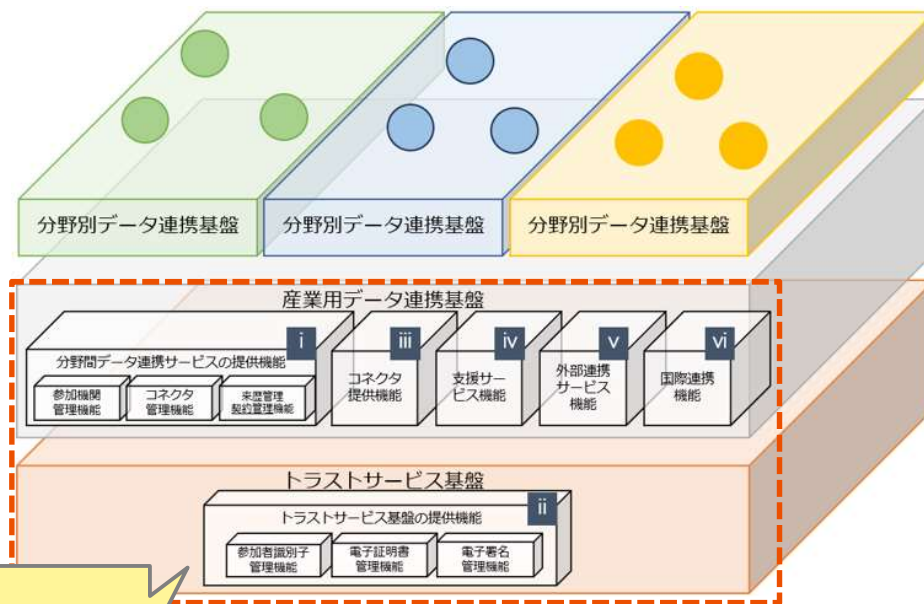 分野別データ連携基盤
分野別データ連携基盤
分野別データ連携基盤
産業用データ連携基盤
i
分野間データ連携サービスの提供機能
参加機関
管理機能
コネクタ
管理機能
来歴管理
契約管理機能
iii
コネクタ
提供機能
iv
支援サー
ビス機能
v
外部連携
サービス
機能
vi
国際連携
機能
トラストサービス基盤
ii
トラストサービス基盤の提供機能
参加者識別子
管理機能
電子証明書
管理機能
電子署名
管理機能